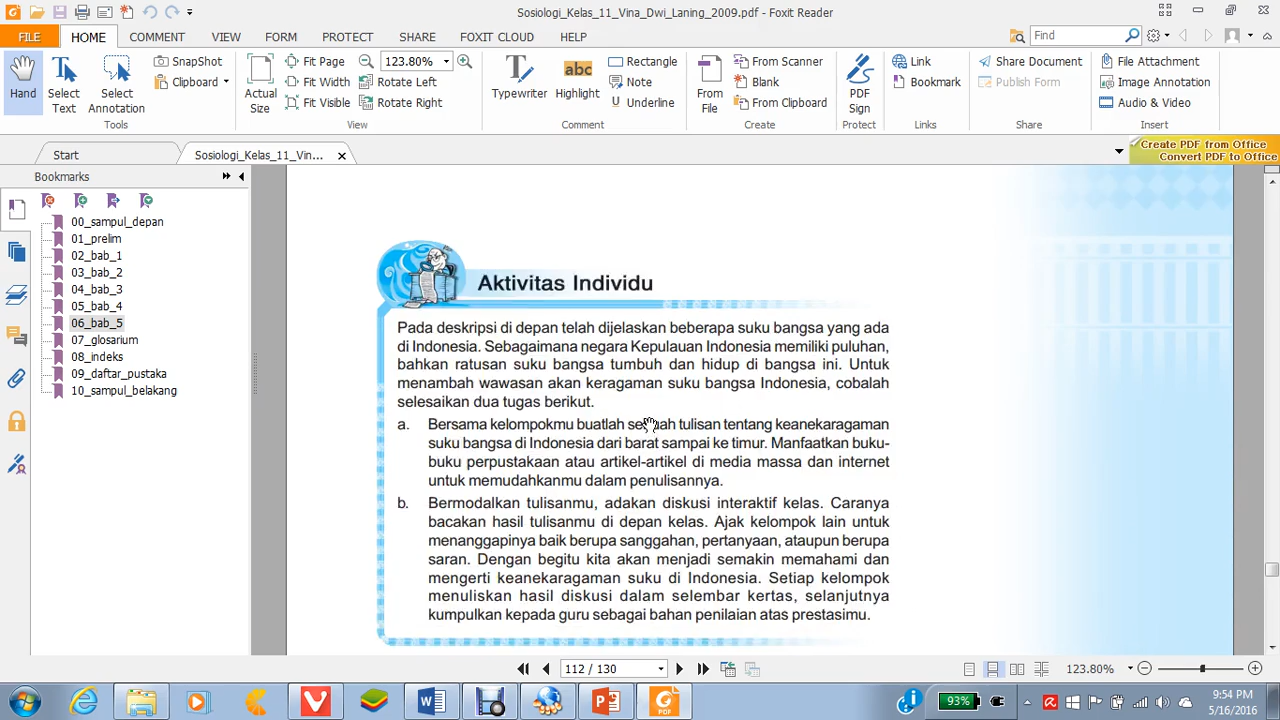 Sosiologi_Kelas_11_Vina_Dwi_Laning_2009.pdf - Foxit Reader
FILE HOME COMMENT VIEW FORM PROTECT SHARE FOXIT CLOUD HELP Find
Hand
Select Text
Select Annotation
SnapShot
Clipboard
Tools
Actual Size
Fit Page
Fit Width
Fit Visible
123.80%
Rotate Left
Rotate Right
View
Typewriter
Highlight
Rectangle
Note
Underline
Comment
From File
From Scanner
Blank
From Clipboard
Create
PDF Sign
Protect
Link
Bookmark
Links
Share Document
Publish Form
Share
File Attachment
Image Annotation
Audio & Video
Insert
Start
Sosiologi_Kelas_11_Vin...
Create PDF from Office
Convert PDF to Office
Bookmarks
00_sampul_depan
01_prelim
02_bab_1
03_bab_2
04_bab_3
05_bab_4
06_bab_5
07_glosarium
08_indeks
09_daftar_pustaka
10_sampul_belakang
Aktivitas Individu
Pada deskripsi di depan telah dijelaskan beberapa suku bangsa yang ada
di Indonesia. Sebagaimana negara Kepulauan Indonesia memiliki puluhan,
bahkan ratusan suku bangsa tumbuh dan hidup di bangsa ini. Untuk
menambah wawasan akan keragaman suku bangsa Indonesia, cobalah
selesaikan dua tugas berikut.
a. Bersama kelompokmu buatlah sebuah tulisan tentang keanekaragaman
suku bangsa di Indonesia dari barat sampai ke timur. Manfaatkan buku-
buku perpustakaan atau artikel-artikel di media massa dan internet
untuk memudahkanmu dalam penulisannya.
b. Bermodalkan tulisanmu, adakan diskusi interaktif kelas. Caranya
bacakan hasil tulisanmu di depan kelas. Ajak kelompok lain untuk
menanggapinya baik berupa sanggahan, pertanyaan, ataupun berupa
saran. Dengan begitu kita akan menjadi semakin memahami dan
mengerti keanekaragaman suku di Indonesia. Setiap kelompok
menuliskan hasil diskusi dalam selembar kertas, selanjutnya
kumpulkan kepada guru sebagai bahan penilaian atas prestasimu.
112 / 130
123.80%
93%
9:54 PM
5/16/2016